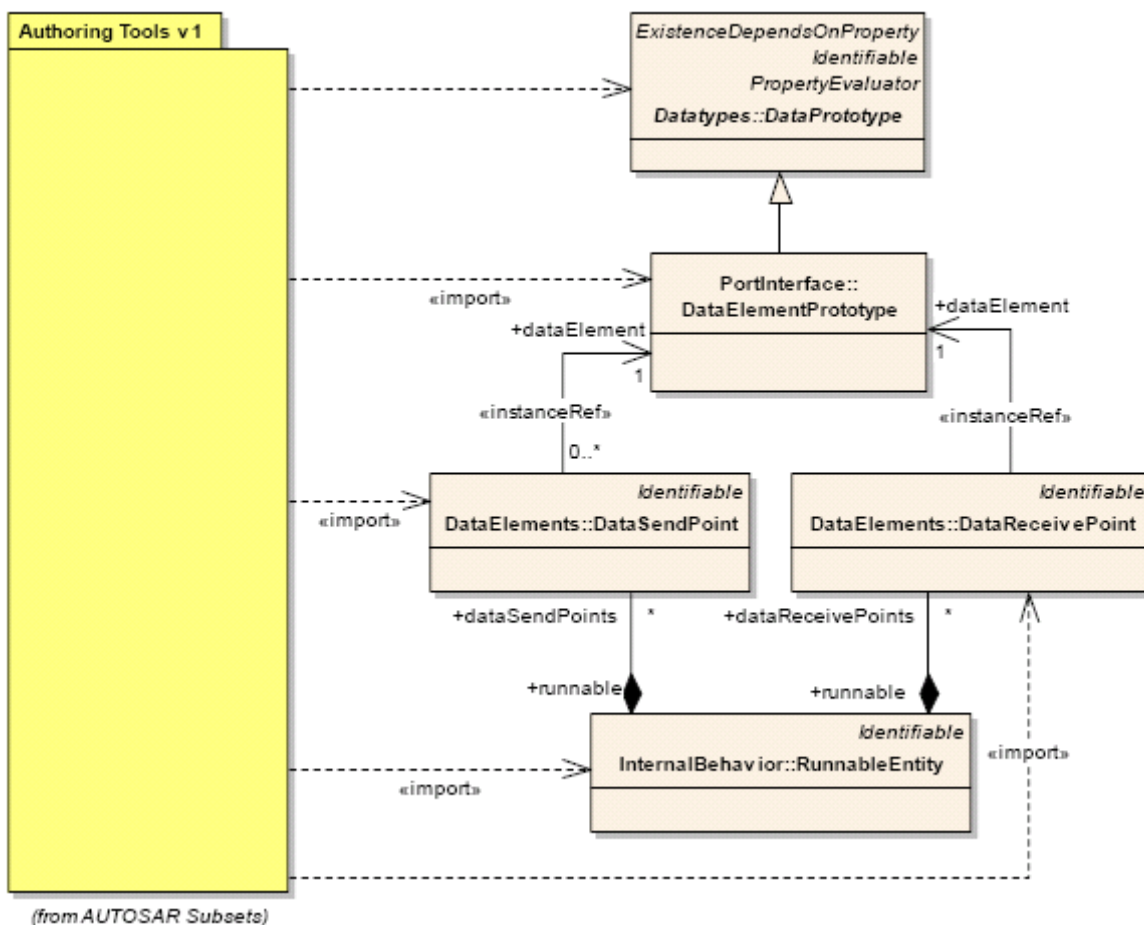 Authoring Tools v1
ExistenceDependsOnProperty
Identifiable
PropertyEvaluator
Datatypes::DataPrototype
«import»
PortInterface::
DataElementPrototype
+dataElement
1
+dataElement
1
«instanceRef»
0..*
«instanceRef»
«import»
Identifiable
DataElements::DataSendPoint
Identifiable
DataElements::DataReceivePoint
+dataSendPoints
*
+dataReceivePoints
*
+runnable
+runnable
«import»
Identifiable
InternalBehavior::RunnableEntity
«import»
(from AUTOSAR Subsets)